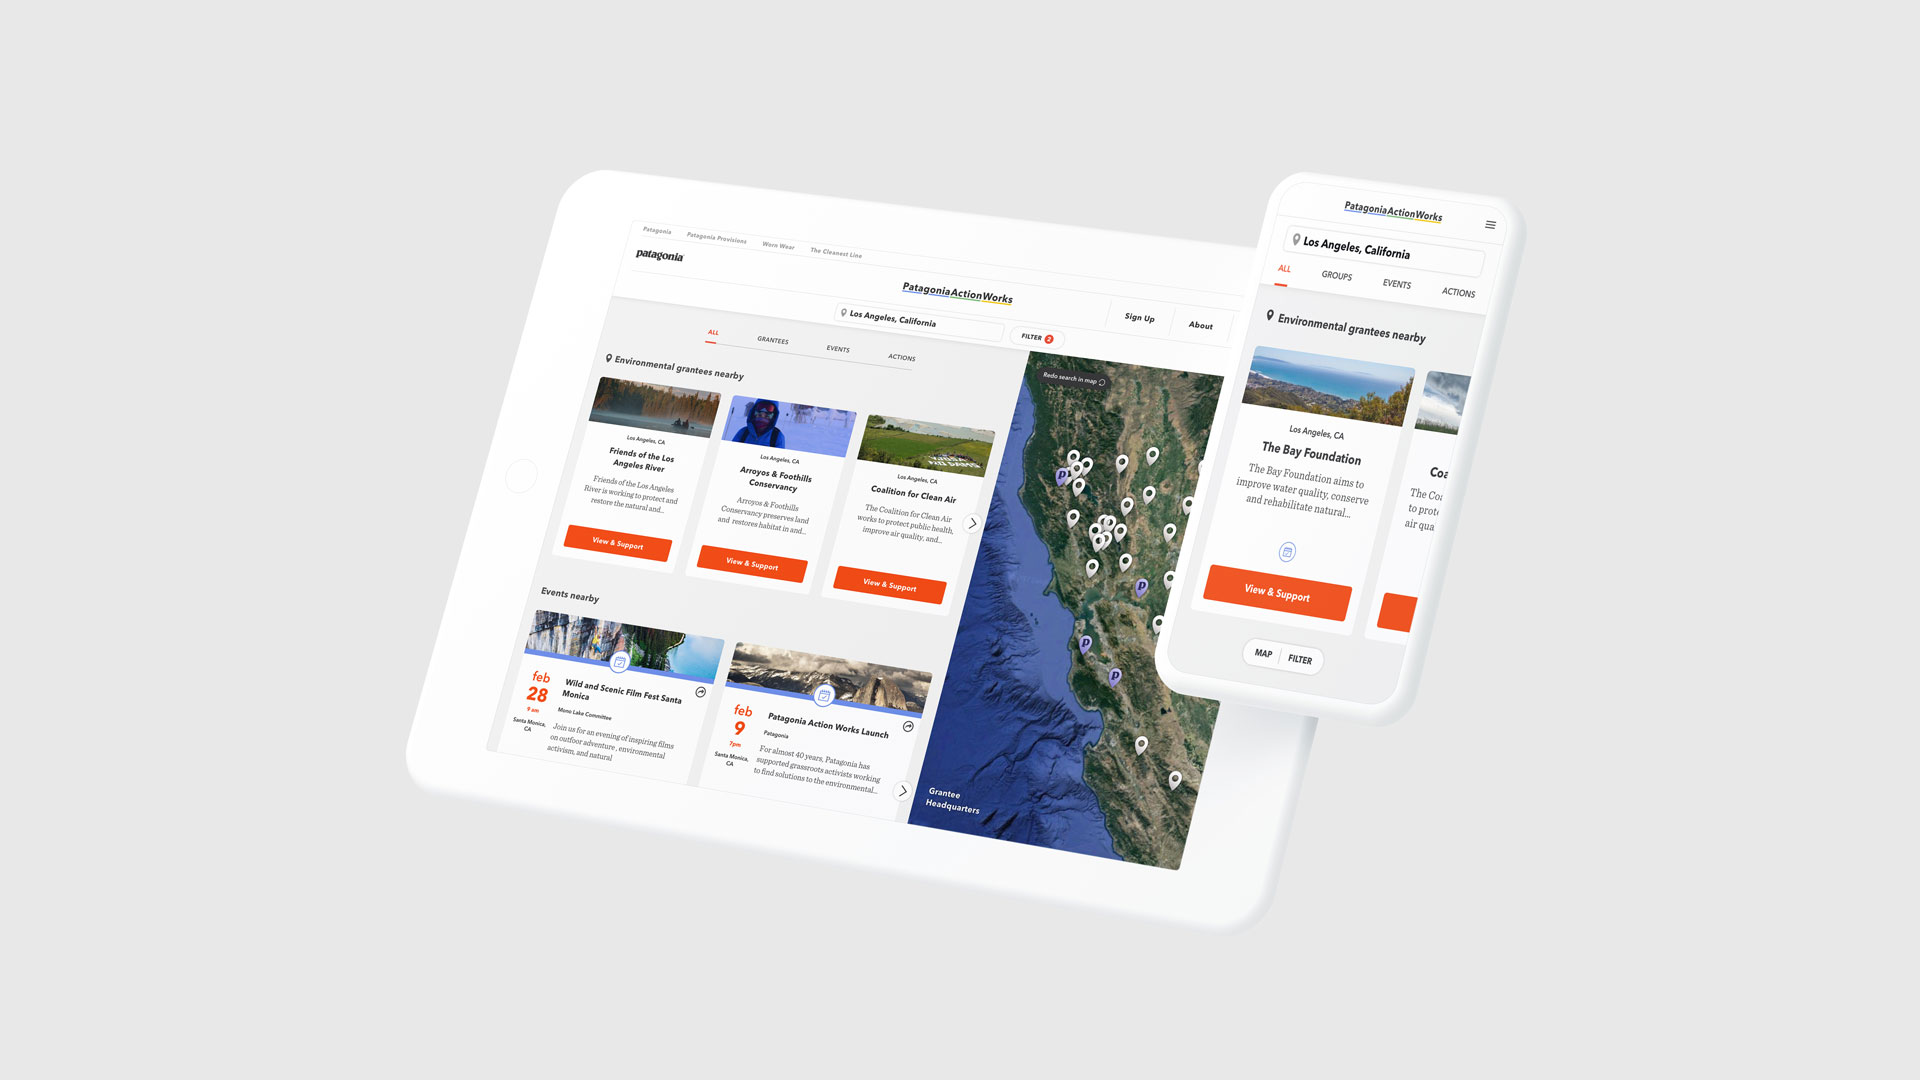 Patagonia
Patagonia Provisions
Worn Wear
The Cleanest Line
patagonia
PatagoniaActionWorks
Sign Up
About
Los Angeles, California
FILTER 2
ALL
GRANTEES
EVENTS
ACTIONS
Environmental grantees nearby
Los Angeles, CA
Friends of the Los
Angeles River
Friends of the Los Angeles
River is working to protect and
restore the natural and...
View & Support
Los Angeles, CA
Arroyos & Foothills
Conservancy
Arroyos & Foothills
Conservancy preserves land
and restores habitat in and...
View & Support
Los Angeles, CA
Coalition for Clean Air
The Coalition for Clean Air
works to protect public health,
improve air quality, and...
View & Support
Events nearby
feb
28
9 am
Santa Monica,
CA
Wild and Scenic Film Fest Santa
Monica
Mono Lake Committee
Join us for an evening of inspiring films
on outfoor adventure , environmental
activism, and natural
feb
9
7pm
Santa Monica,
CA
Patagonia Action Works Launch
Patagonia
For almost 40 years, Patagonia has
supported grassroots activists working
to find solutions to the environmental...
Redo search in map
P
P
P
P
Grantee
Headquarters
PatagoniaActionWorks
Los Angeles, California
ALL
GROUPS
EVENTS
ACTIONS
Environmental grantees nearby
Los Angeles, CA
The Bay Foundation
The Bay Foundation aims to
improve water quality, conserve
and rehabilitate natural...
View & Support
Coa
The Coa
to prote
air qua
MAP
FILTER